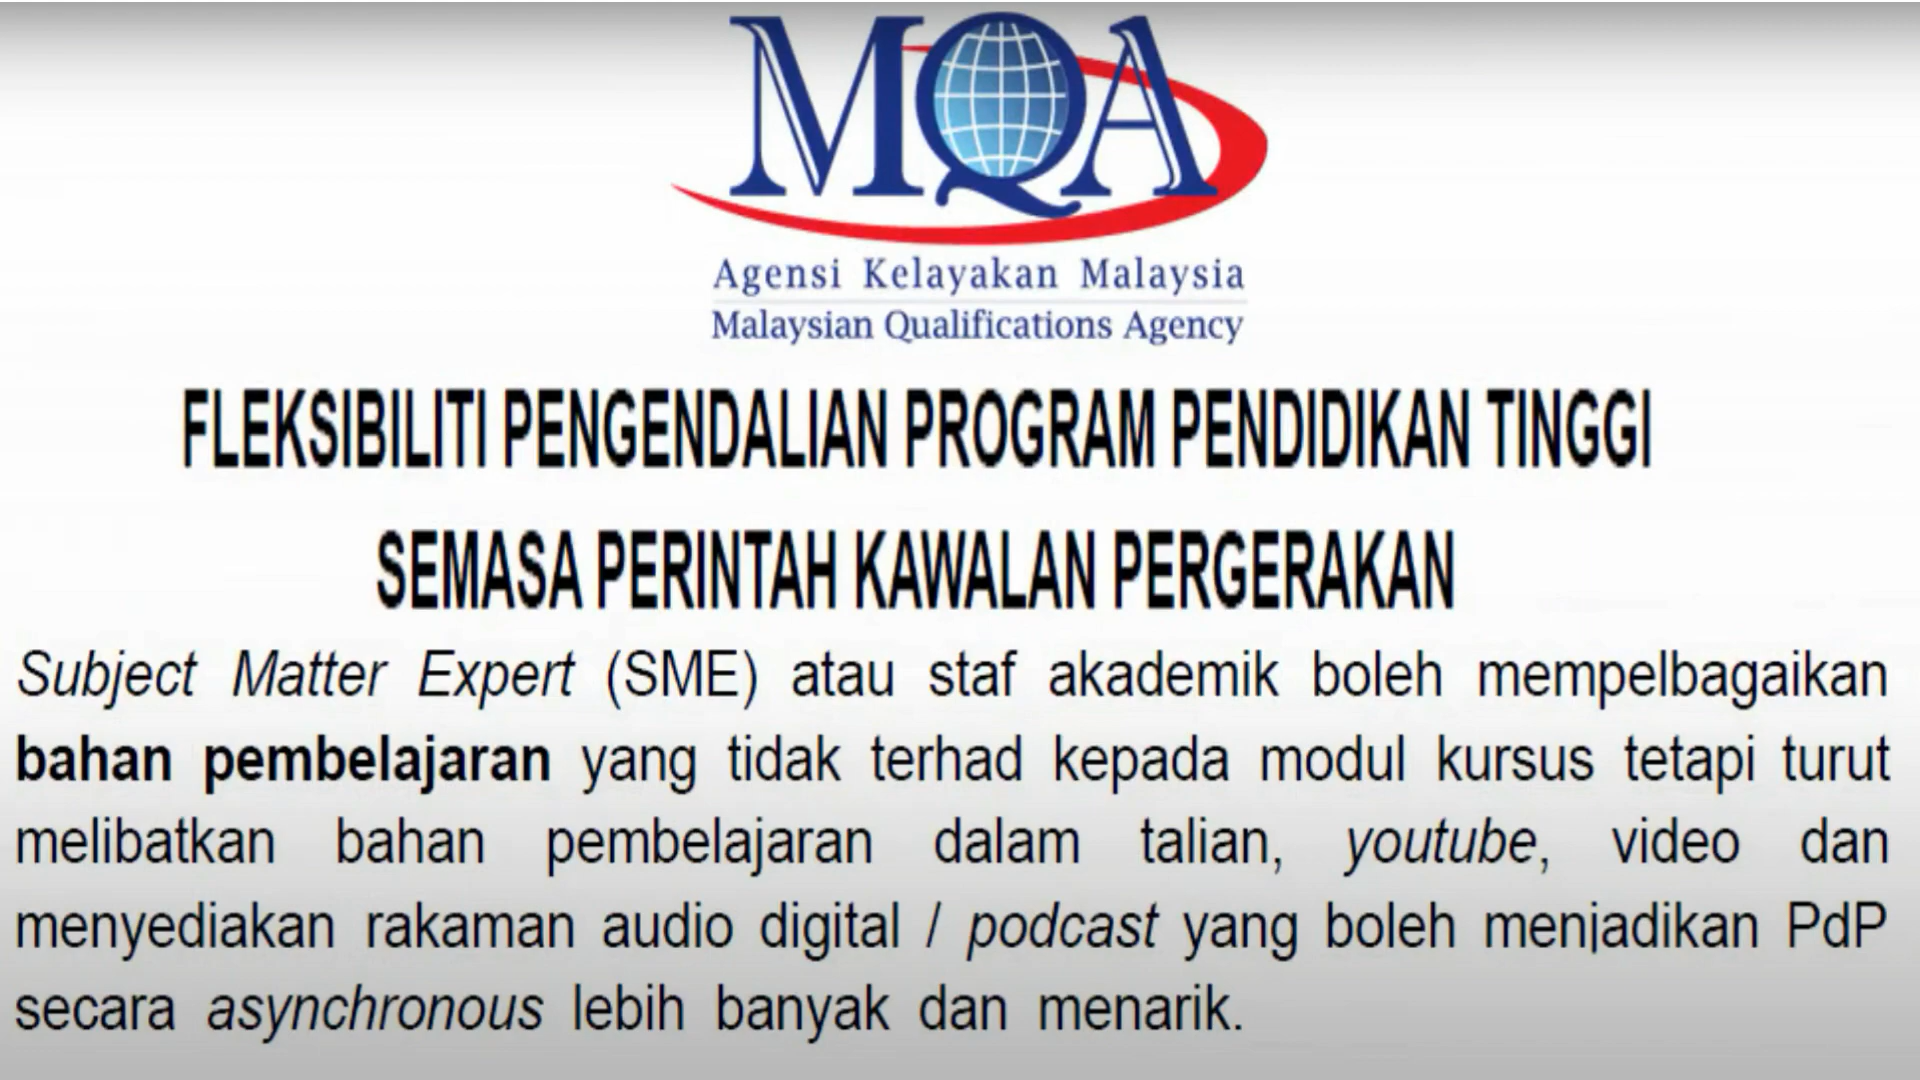 MQA
Agensi Kelayakan Malaysia
Malaysian Qualifications Agency
FLEKSIBILITI PENGENDALIAN PROGRAM PENDIDIKAN TINGGI
SEMASA PERINTAH KAWALAN PERGERAKAN
Subject Matter Expert (SME) atau staf akademik boleh mempelbagaikan
bahan pembelajaran yang tidak terhad kepada modul kursus tetapi turut
melibatkan bahan pembelajaran dalam talian, youtube, video dan
menyediakan rakaman audio digital / podcast yang boleh menjadikan PdP
secara asynchronous lebih banyak dan menarik.